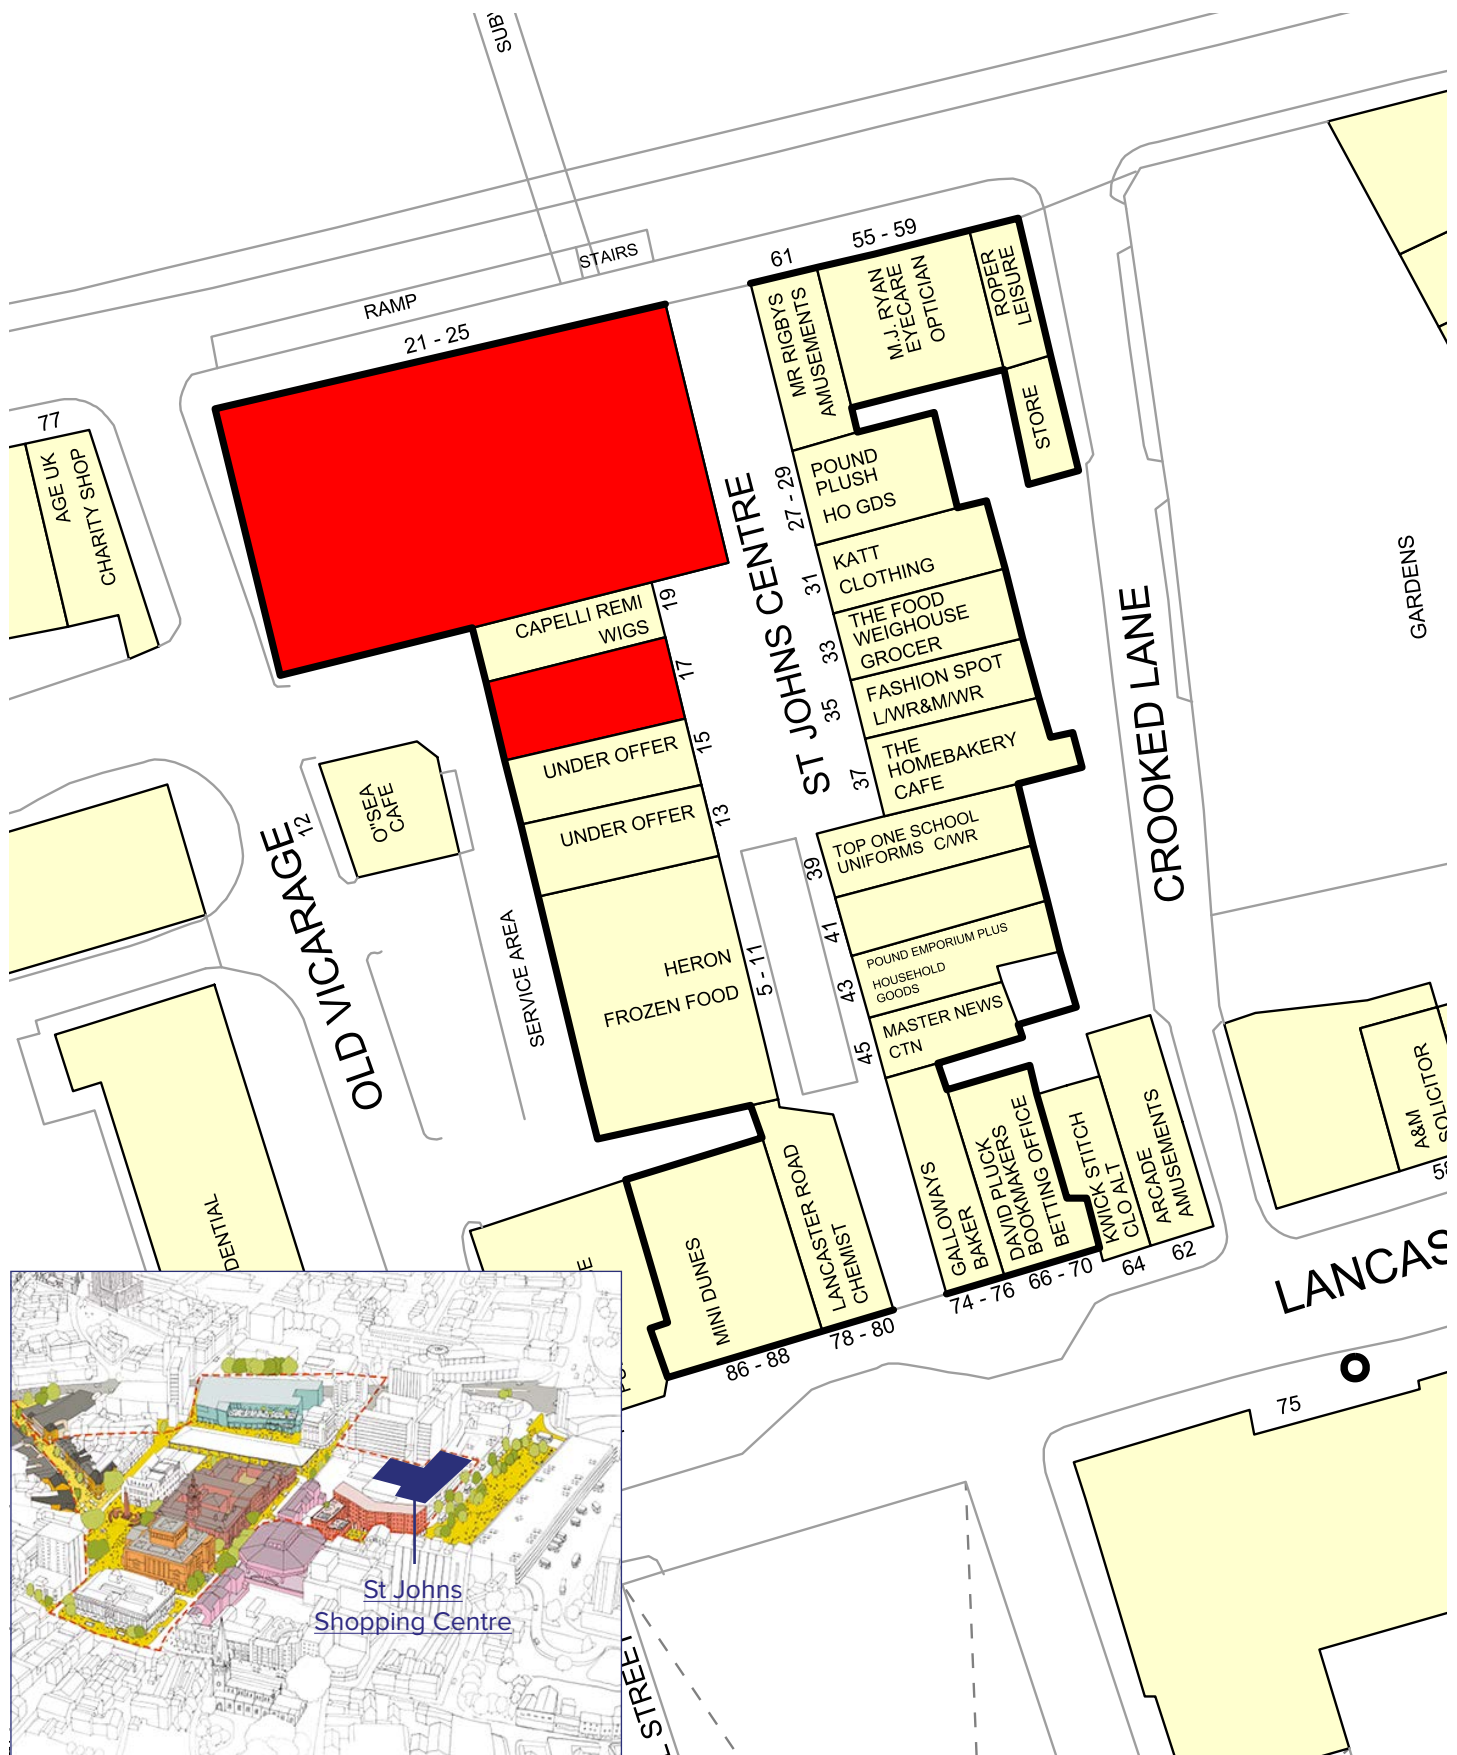 STAIRS
RAMP
21 - 25
61
55 - 59
MR RIGBYS
AMUSEMENTS
M.J. RYAN
EYECARE
OPTICIAN
ROPER
LEISURE
STORE
77
AGE UK
CHARITY SHOP
POUND
PLUSH
HO GDS
27 - 29
KATT
CLOTHING
31
THE FOOD
WEIGHOUSE
GROCER
33
FASHION SPOT
L/WR&M/WR
35
THE
HOMEBAKERY
CAFE
37
ST JOHNS CENTRE
CAPELLI REMI
WIGS
19
17
UNDER OFFER
15
UNDER OFFER
13
HERON
FROZEN FOOD
5 - 11
TOP ONE SCHOOL
UNIFORMS C/WR
39
41
POUND EMPORIUM PLUS
HOUSEHOLD
GOODS
43
MASTER NEWS
CTN
45
CROOKED LANE
GARDENS
O"SEA
CAFE
12
OLD VICARAGE
SERVICE AREA
GALLOWAYS
BAKER
DAVID PLUCK
BOOKMAKERS
BETTING OFFICE
KWICK STITCH
CLO ALT
ARCADE
AMUSEMENTS
74 - 76
66 - 70
64
62
MINI DUNES
LANCASTER ROAD
CHEMIST
86 - 88
78 - 80
A&M
SOLICITOR
58
LANCAS
75
DENTIAL
E
STREET
St Johns
Shopping Centre